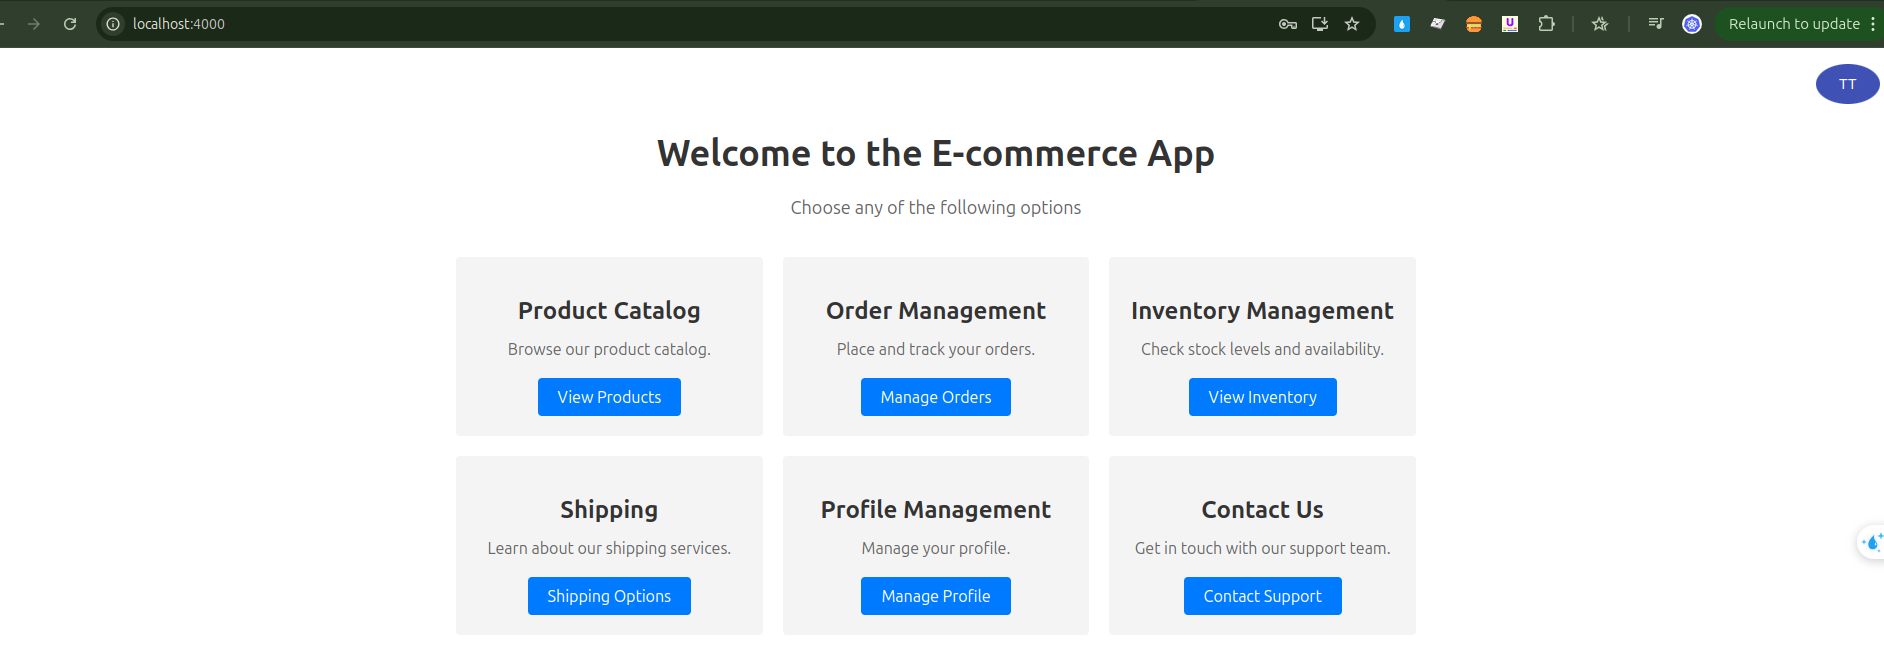 localhost:4000
U
Relaunch to update
TT
Welcome to the E-commerce App
Choose any of the following options
Product Catalog
Browse our product catalog.
View Products
Order Management
Place and track your orders.
Manage Orders
Inventory Management
Check stock levels and availability.
View Inventory
Shipping
Learn about our shipping services.
Shipping Options
Profile Management
Manage your profile.
Manage Profile
Contact Us
Get in touch with our support team.
Contact Support